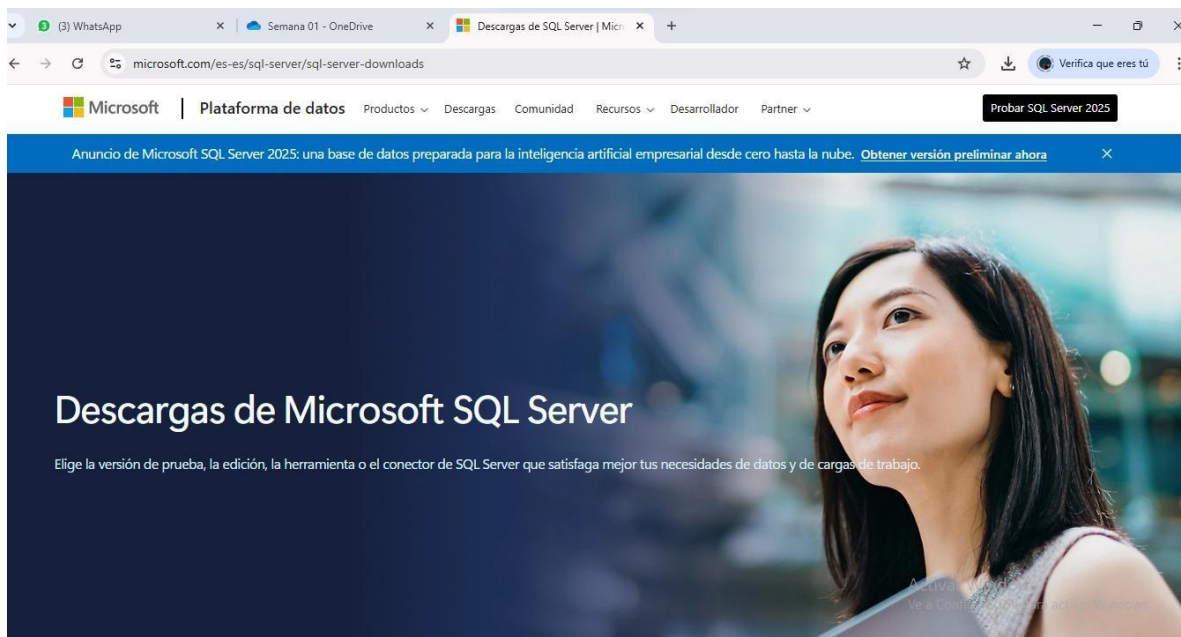 (3) WhatsApp
Semana 01 - OneDrive
Descargas de SQL Server | Micr
microsoft.com/es-es/sql-server/sql-server-downloads
Verifica que eres tú
Microsoft | Plataforma de datos Productos Descargas Comunidad Recursos Desarrollador Partner Probar SQL Server 2025
Anuncio de Microsoft SQL Server 2025: una base de datos preparada para la inteligencia artificial empresarial desde cero hasta la nube. Obtener versión preliminar ahora
Descargas de Microsoft SQL Server
Elige la versión de prueba, la edición, la herramienta o el conector de SQL Server que satisfaga mejor tus necesidades de datos y de cargas de trabajo.
Ve a